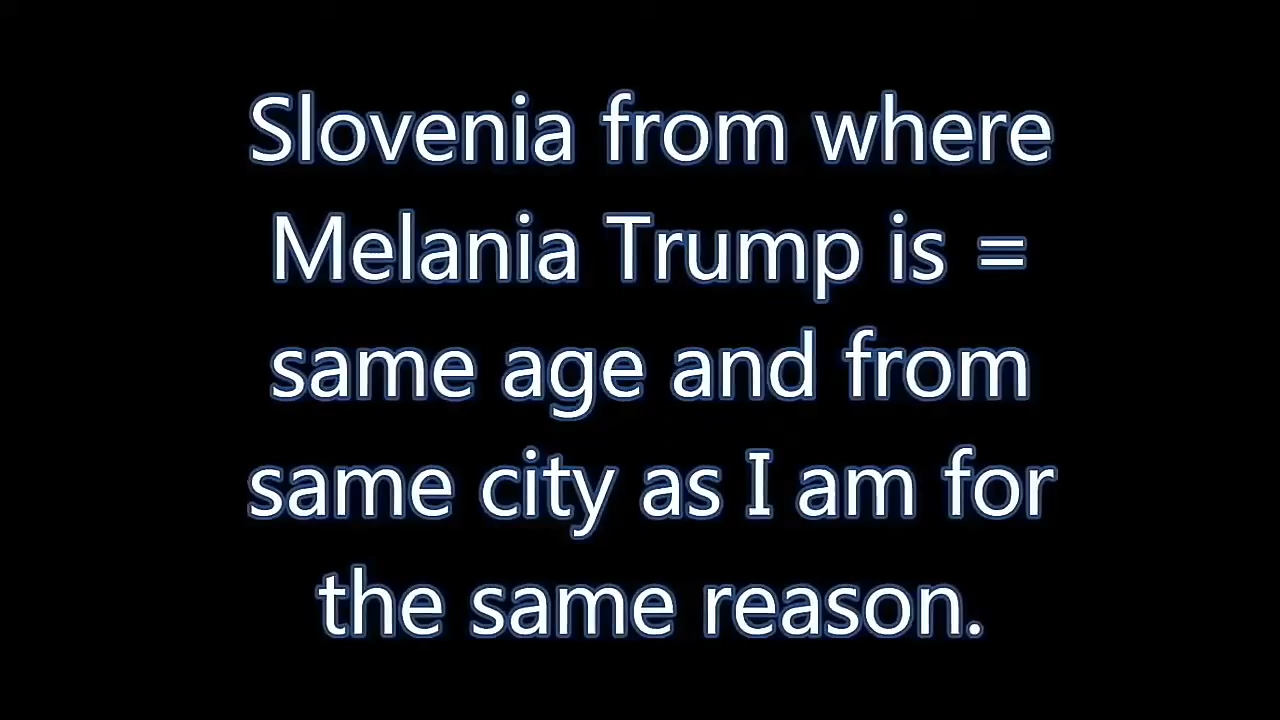 Slovenia from where
Melania Trump is =
same age and from
same city as I am for
the same reason.